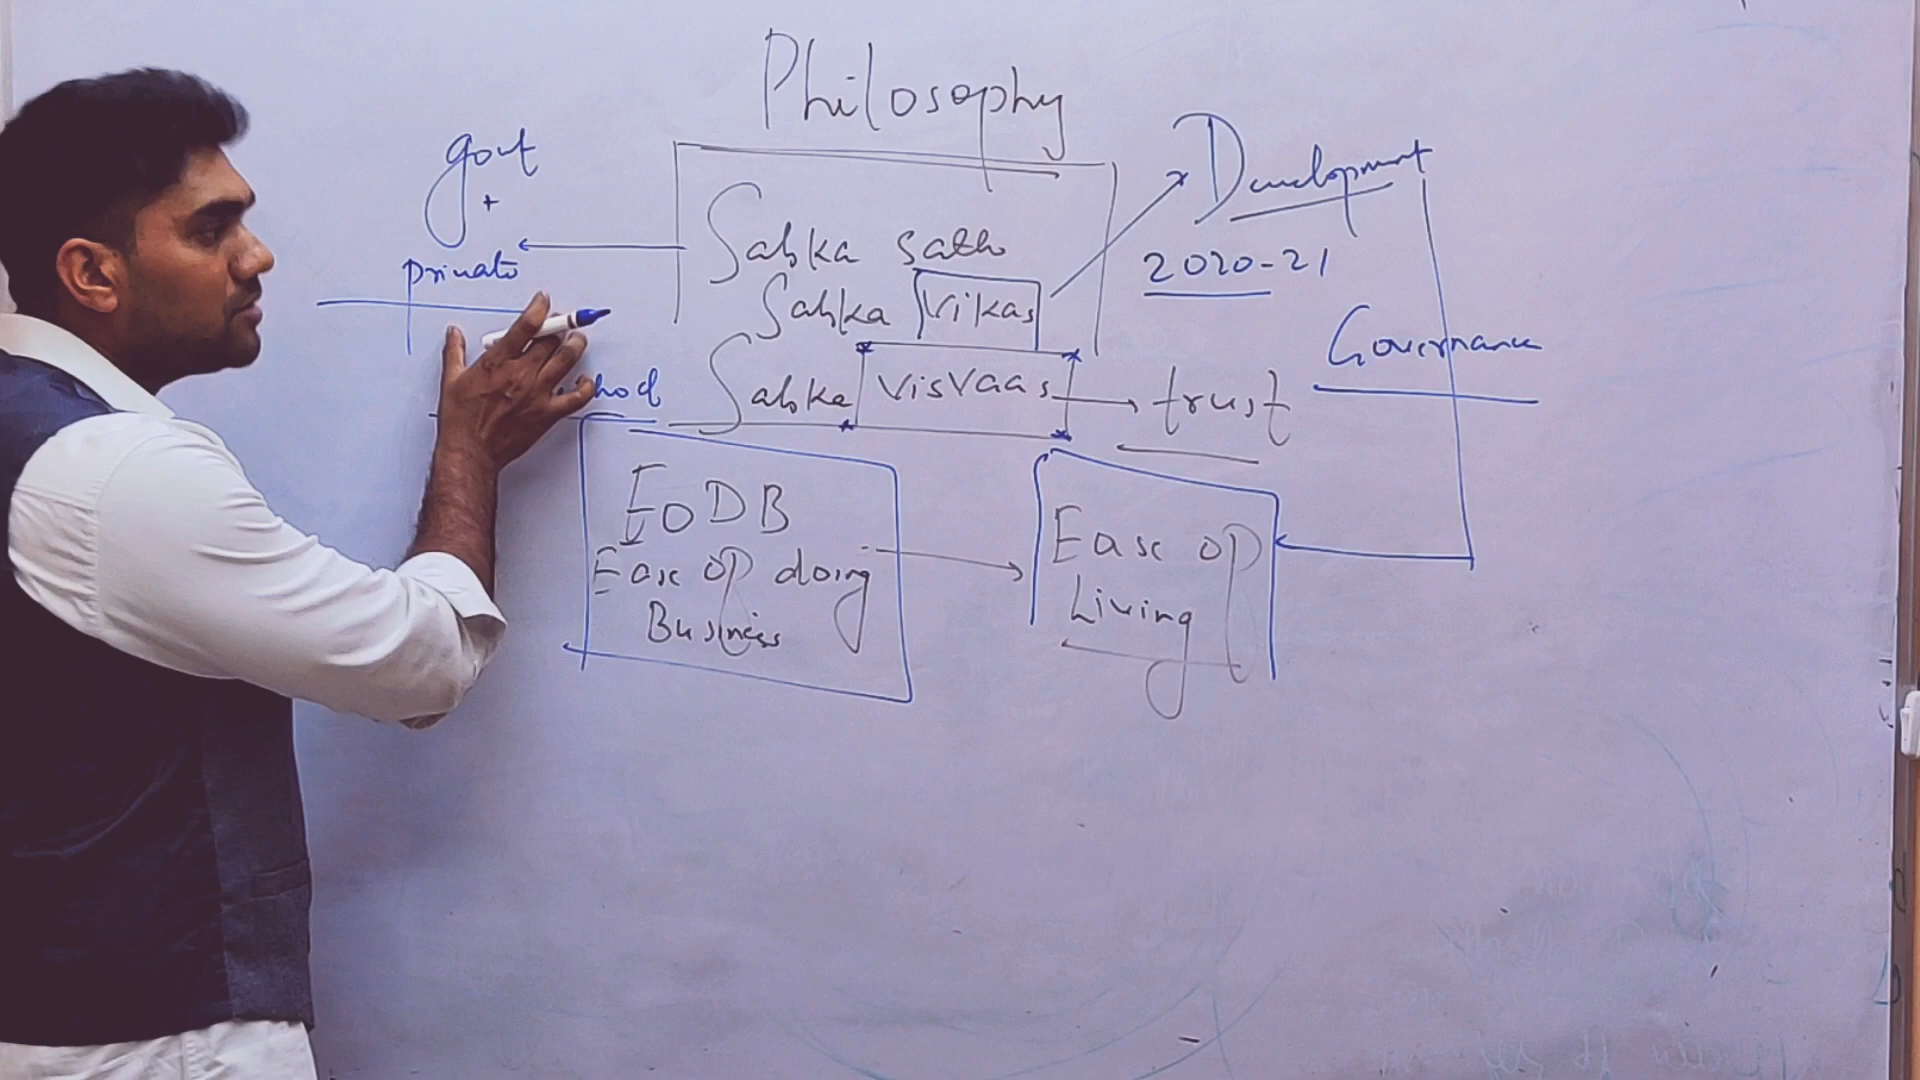 Philosophy
govt
+
private
Sabka sath
Sabka Vikas
Sabka Visvaas
trust
Development
2020-21
Governance
EODB
Ease of doing
Business
Ease of
Living